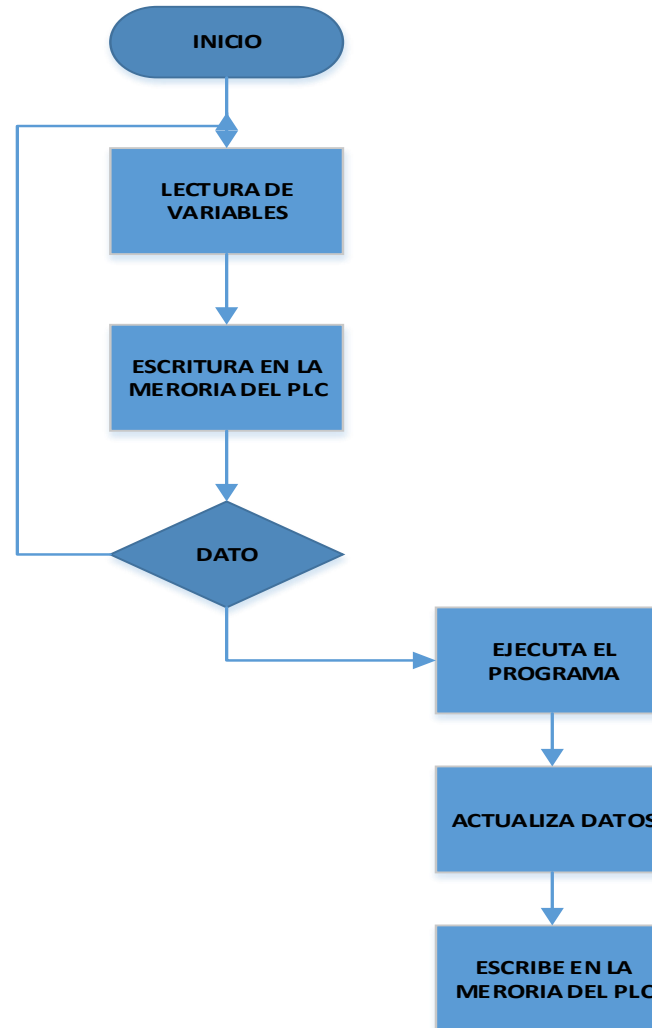 INICIO
LECTURA DE
VARIABLES
ESCRITURA EN LA
MERORIA DEL PLC
DATO
EJECUTA EL
PROGRAMA
ACTUALIZA DATOS
ESCRIBE EN LA
MERORIA DEL PLC